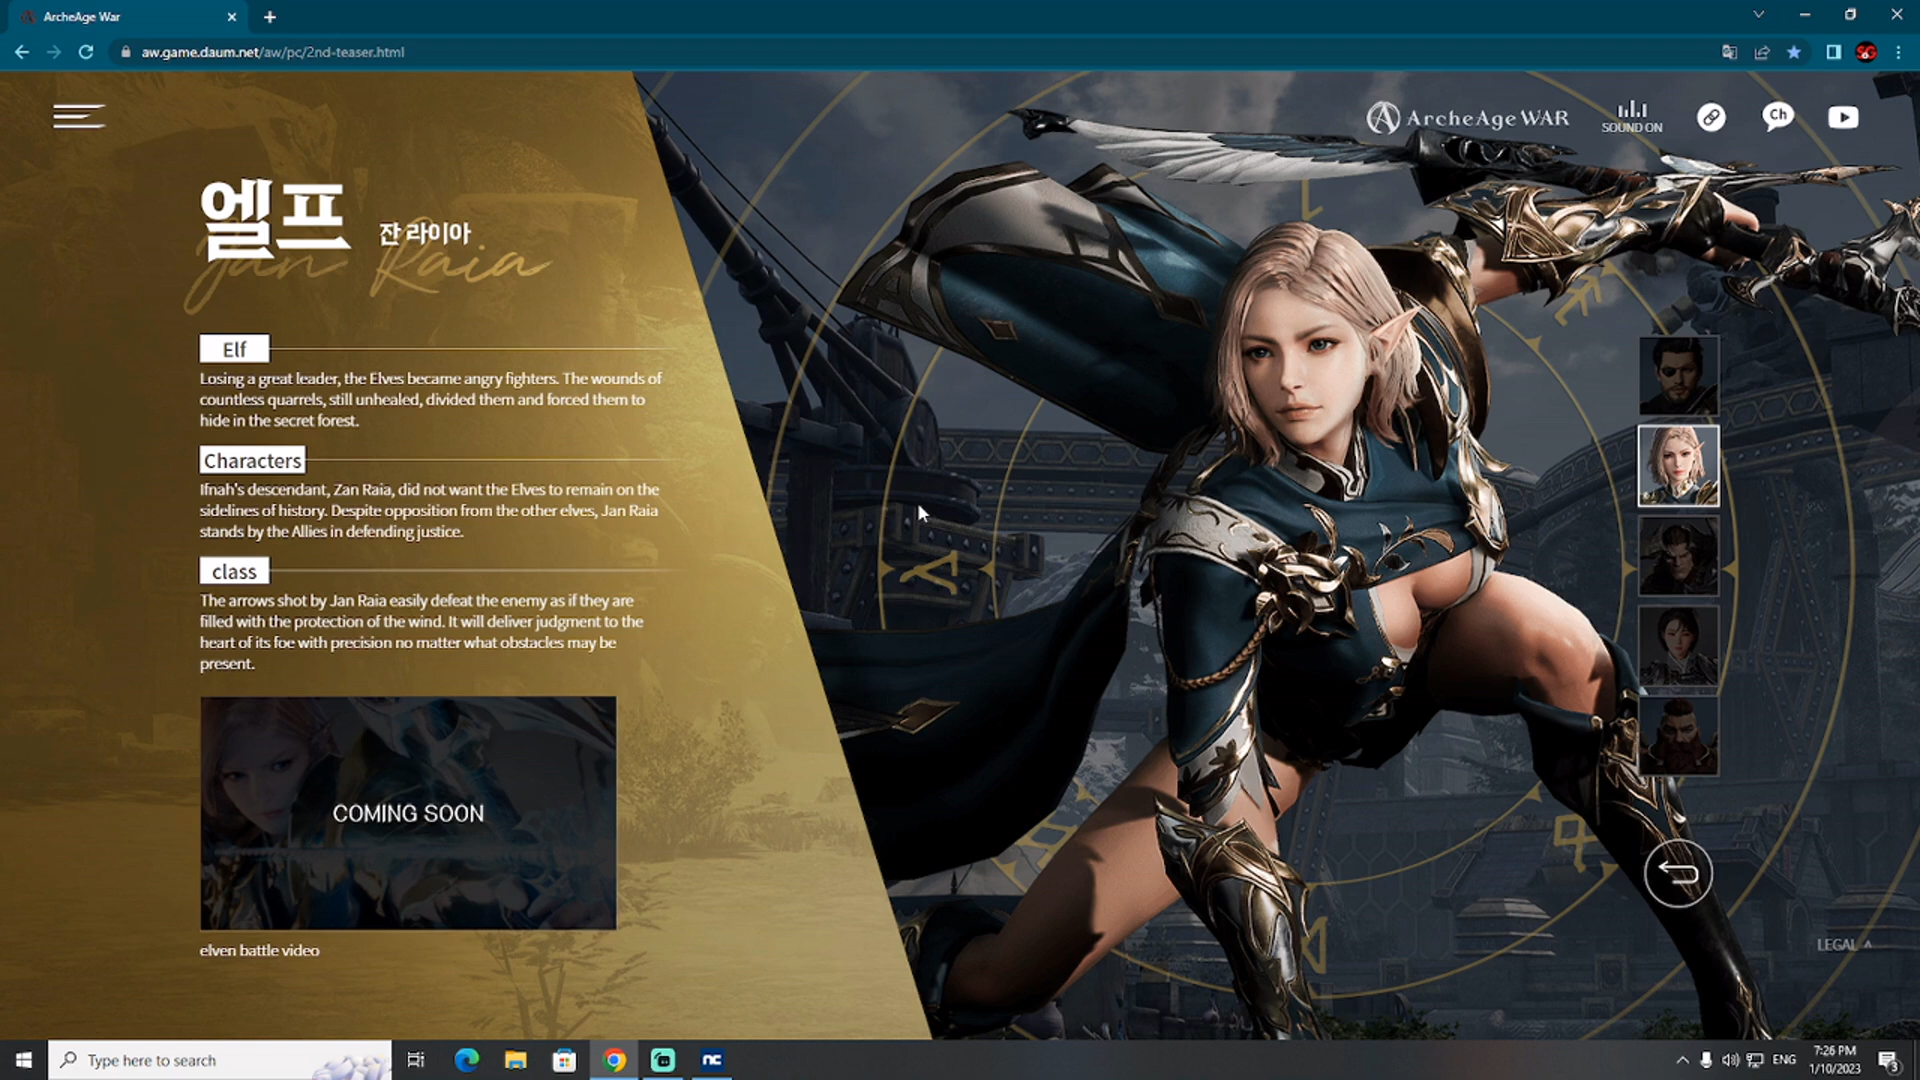 ArcheAge War
aw.game.daum.net/aw/pc/2nd-teaser.html
SG
ArcheAge WAR
SOUND ON
Ch
엘프
잔 라이아
Jan Raia
Elf
Losing a great leader, the Elves became angry fighters. The wounds of
countless quarrels, still unhealed, divided them and forced them to
hide in the secret forest.
Characters
Ifnah's descendant, Zan Raia, did not want the Elves to remain on the
sidelines of history. Despite opposition from the other elves, Jan Raia
stands by the Allies in defending justice.
class
The arrows shot by Jan Raia easily defeat the enemy as if they are
filled with the protection of the wind. It will deliver judgment to the
heart of its foe with precision no matter what obstacles may be
present.
COMING SOON
elven battle video
LEGAL ^
Type here to search
nc
ENG
7:26 PM
1/10/2023
3